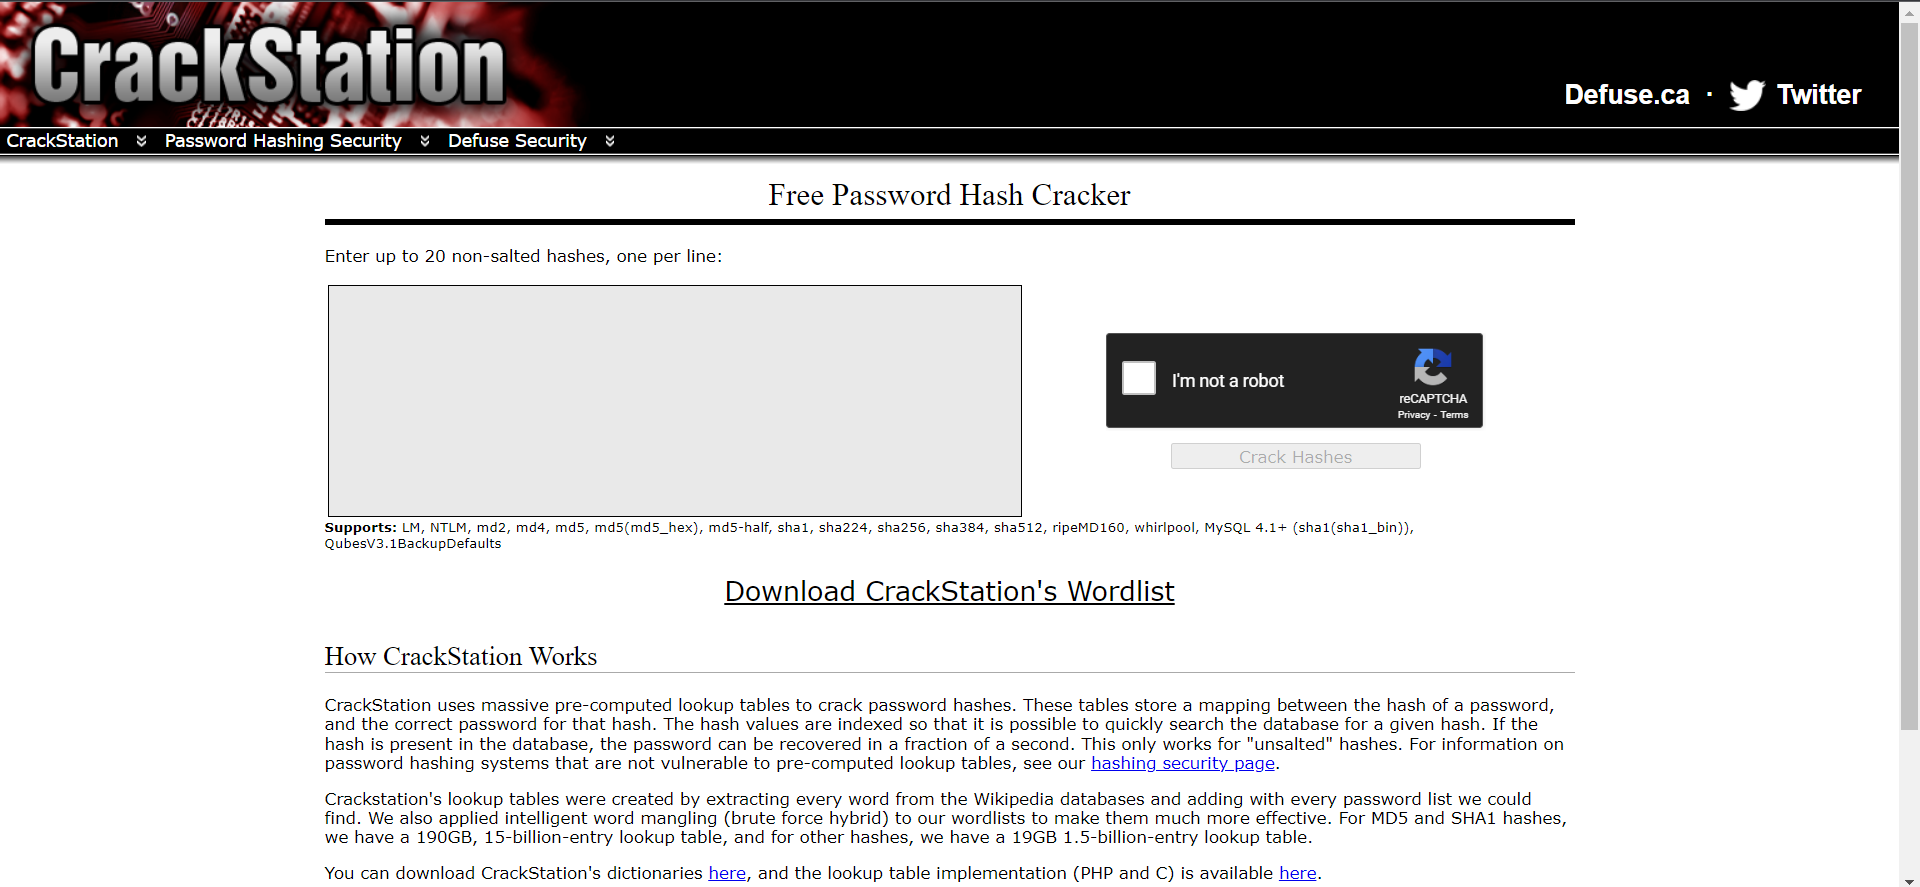 CrackStation
Defuse.ca · Twitter
CrackStation Password Hashing Security Defuse Security
Free Password Hash Cracker
Enter up to 20 non-salted hashes, one per line:
I'm not a robot
reCAPTCHA
Privacy - Terms
Crack Hashes
Supports: LM, NTLM, md2, md4, md5, md5(md5_hex), md5-half, sha1, sha224, sha256, sha384, sha512, ripeMD160, whirlpool, MySQL 4.1+ (sha1(sha1_bin)),
QubesV3.1BackupDefaults
Download CrackStation's Wordlist
How CrackStation Works
CrackStation uses massive pre-computed lookup tables to crack password hashes. These tables store a mapping between the hash of a password,
and the correct password for that hash. The hash values are indexed so that it is possible to quickly search the database for a given hash. If the
hash is present in the database, the password can be recovered in a fraction of a second. This only works for "unsalted" hashes. For information on
password hashing systems that are not vulnerable to pre-computed lookup tables, see our hashing security page.
Crackstation's lookup tables were created by extracting every word from the Wikipedia databases and adding with every password list we could
find. We also applied intelligent word mangling (brute force hybrid) to our wordlists to make them much more effective. For MD5 and SHA1 hashes,
we have a 190GB, 15-billion-entry lookup table, and for other hashes, we have a 19GB 1.5-billion-entry lookup table.
You can download CrackStation's dictionaries here, and the lookup table implementation (PHP and C) is available here.